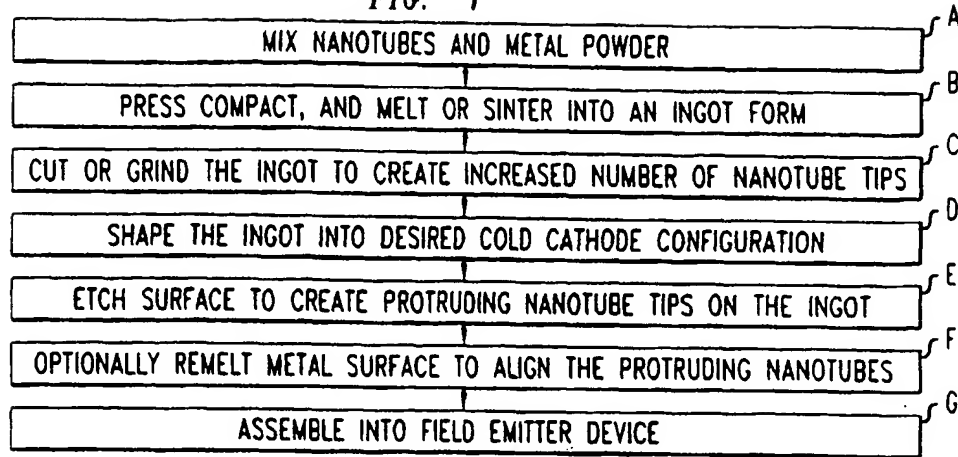 FIG. 1
A
MIX NANOTUBES AND METAL POWDER
B
PRESS COMPACT, AND MELT OR SINTER INTO AN INGOT FORM
C
CUT OR GRIND THE INGOT TO CREATE INCREASED NUMBER OF NANOTUBE TIPS
D
SHAPE THE INGOT INTO DESIRED COLD CATHODE CONFIGURATION
E
ETCH SURFACE TO CREATE PROTRUDING NANOTUBE TIPS ON THE INGOT
F
OPTIONALLY REMELT METAL SURFACE TO ALIGN THE PROTRUDING NANOTUBES
G
ASSEMBLE INTO FIELD EMITTER DEVICE